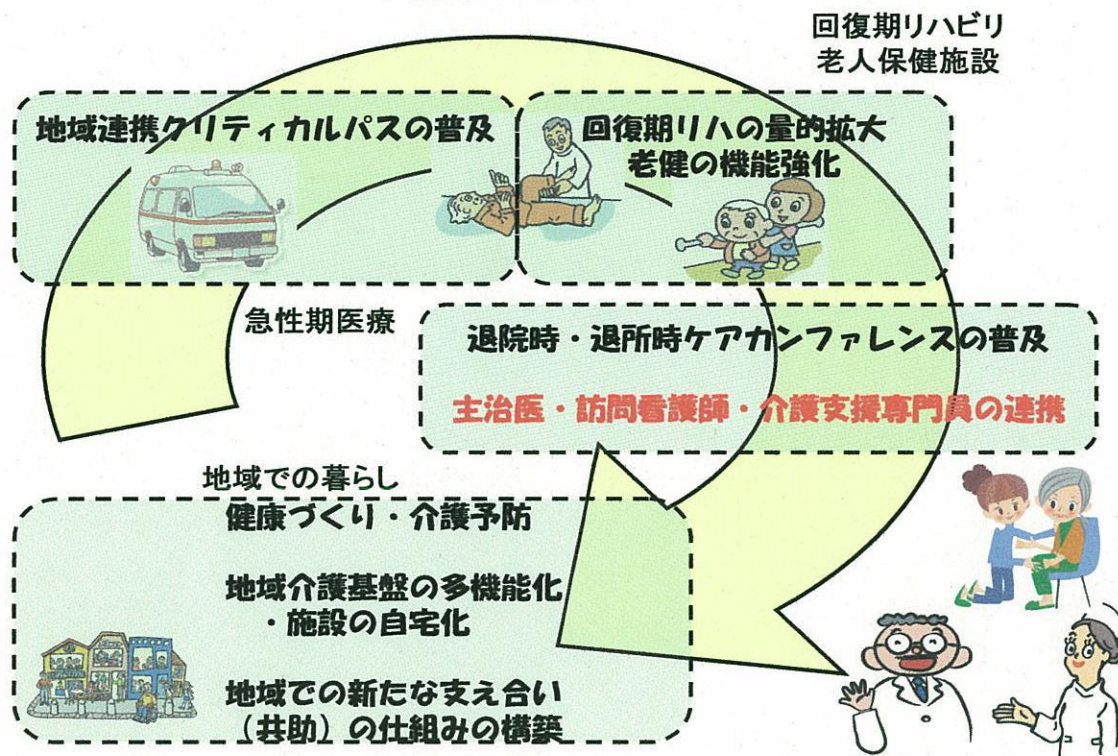 回復期リハビリ
老人保健施設
地域連携クリティカルパスの普及
回復期リハの量的拡大
老健の機能強化
急性期医療
退院時・退所時ケアカンファレンスの普及
主治医・訪問看護師・介護支援専門員の連携
地域での暮らし
健康づくり・介護予防
地域介護基盤の多機能化
・施設の自宅化
地域での新たな支え合い
（共助）の仕組みの構築